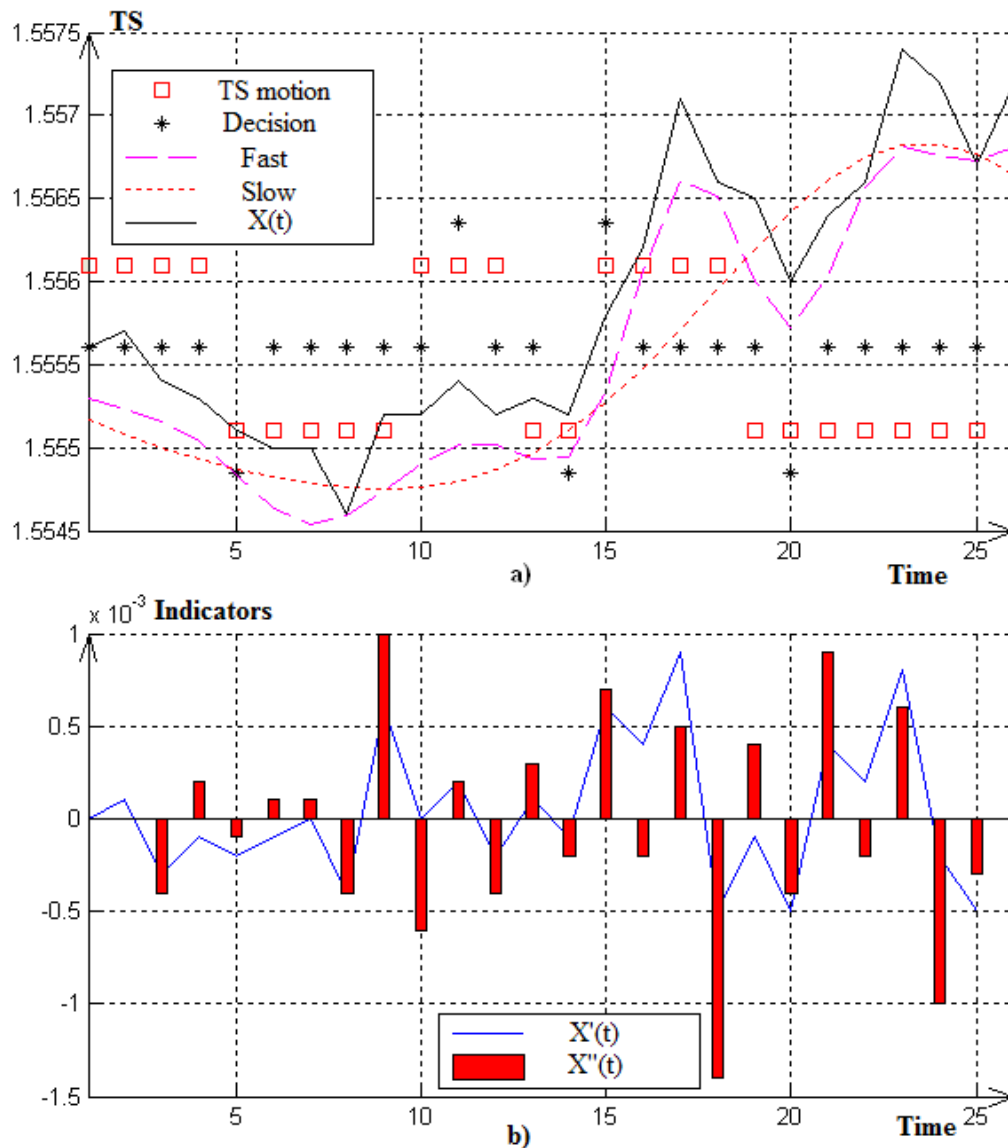 TS
1.5575
1.557
1.5565
1.556
1.5555
1.555
1.5545
TS motion
Decision
Fast
Slow
X(t)
5 10 15 20 25
a)
Time
x 10-3 Indicators
1
0.5
0
-0.5
-1
-1.5
X'(t)
X''(t)
5 10 15 20 25
b)
Time